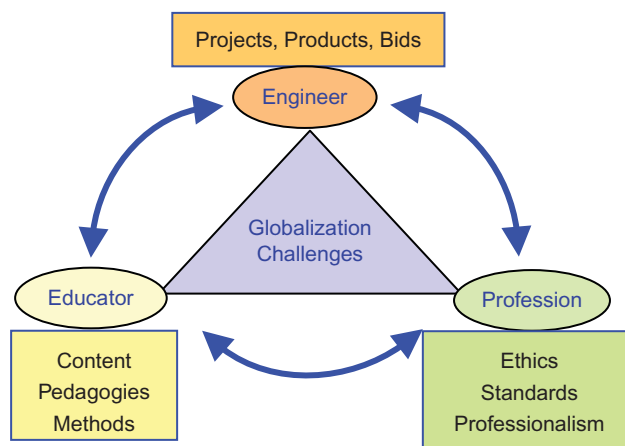 Projects, Products, Bids
Engineer
Globalization
Challenges
Educator
Profession
Content
Pedagogies
Methods
Ethics
Standards
Professionalism